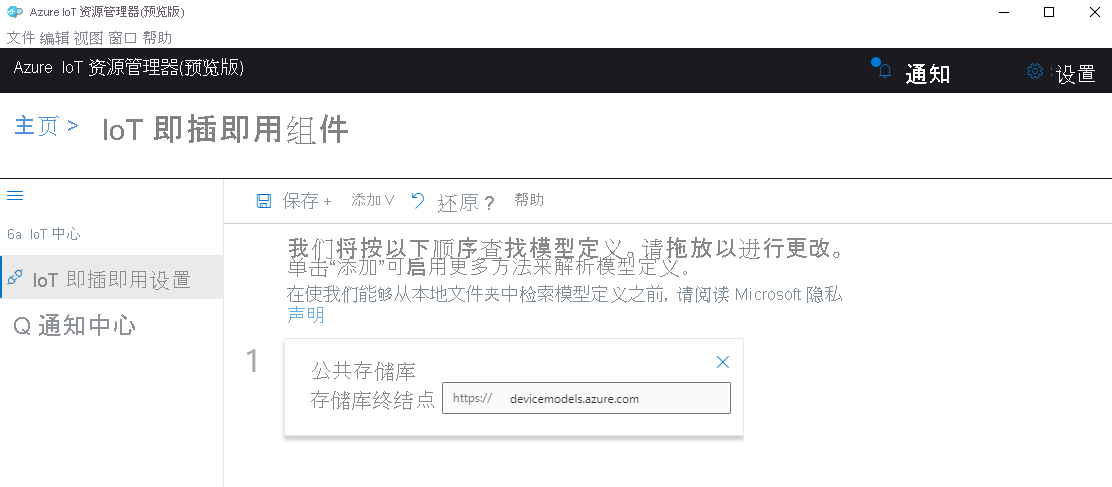 Azure IoT 资源管理器(预览版)
文件 编辑 视图 窗口 帮助
Azure IoT 资源管理器(预览版)
通知
设置
主页 > IoT 即插即用组件
保存 + 添加 ∨ 还原 ? 帮助
6a IoT 中心
IoT 即插即用设置
Q 通知中心
我们将按以下顺序查找模型定义。请拖放以进行更改。
单击“添加”可启用更多方法来解析模型定义。
在使我们能够从本地文件夹中检索模型定义之前, 请阅读 Microsoft 隐私
声明
1
公共存储库
存储库终结点 https:// devicemodels.azure.com